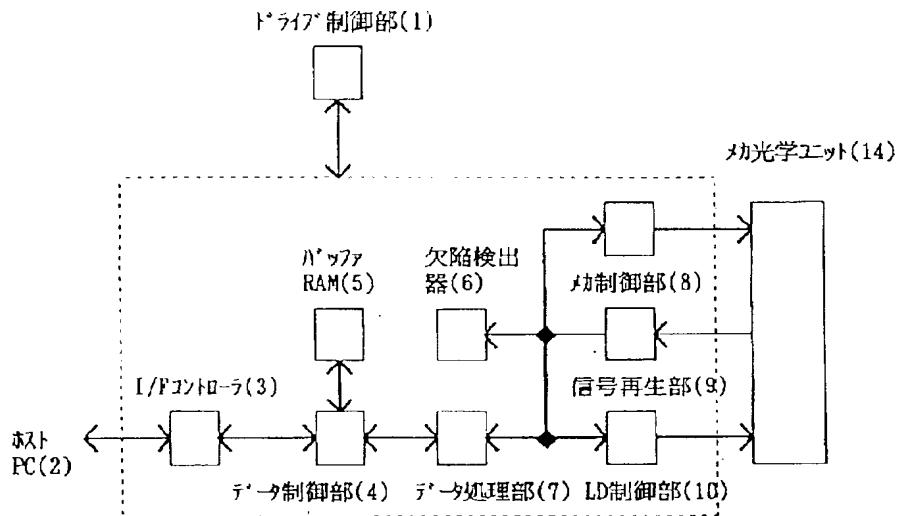 ドライブ制御部(1)
メカ光学ユニット(14)
バッファ
RAM(5)
欠陥検出
器(6)
メカ制御部(8)
I/Fコントローラ(3)
信号再生部(9)
ホスト
PC(2)
データ制御部(4)
データ処理部(7)
LD制御部(10)